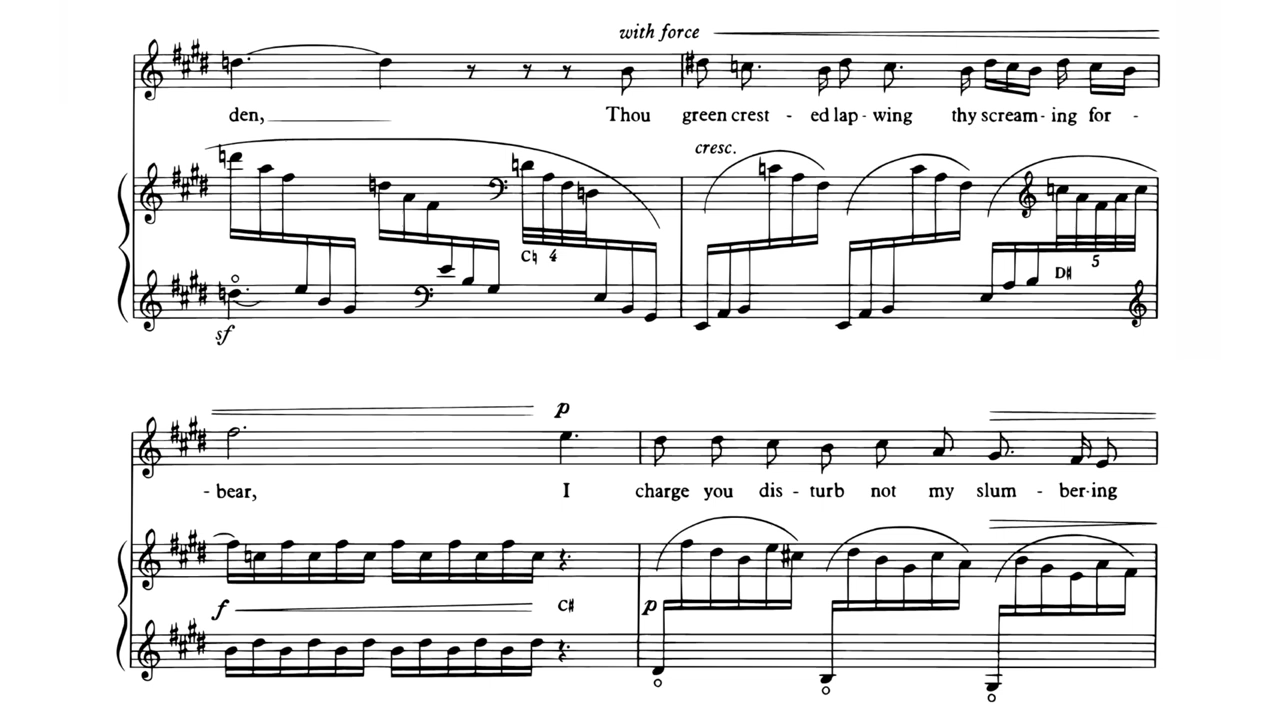 with force
den, Thou green crest - ed lap - wing thy scream - ing for -
cresc.
C♮ 4
D# 5
sf
p
- bear, I charge you dis - turb not my slum - ber-ing
f C# p